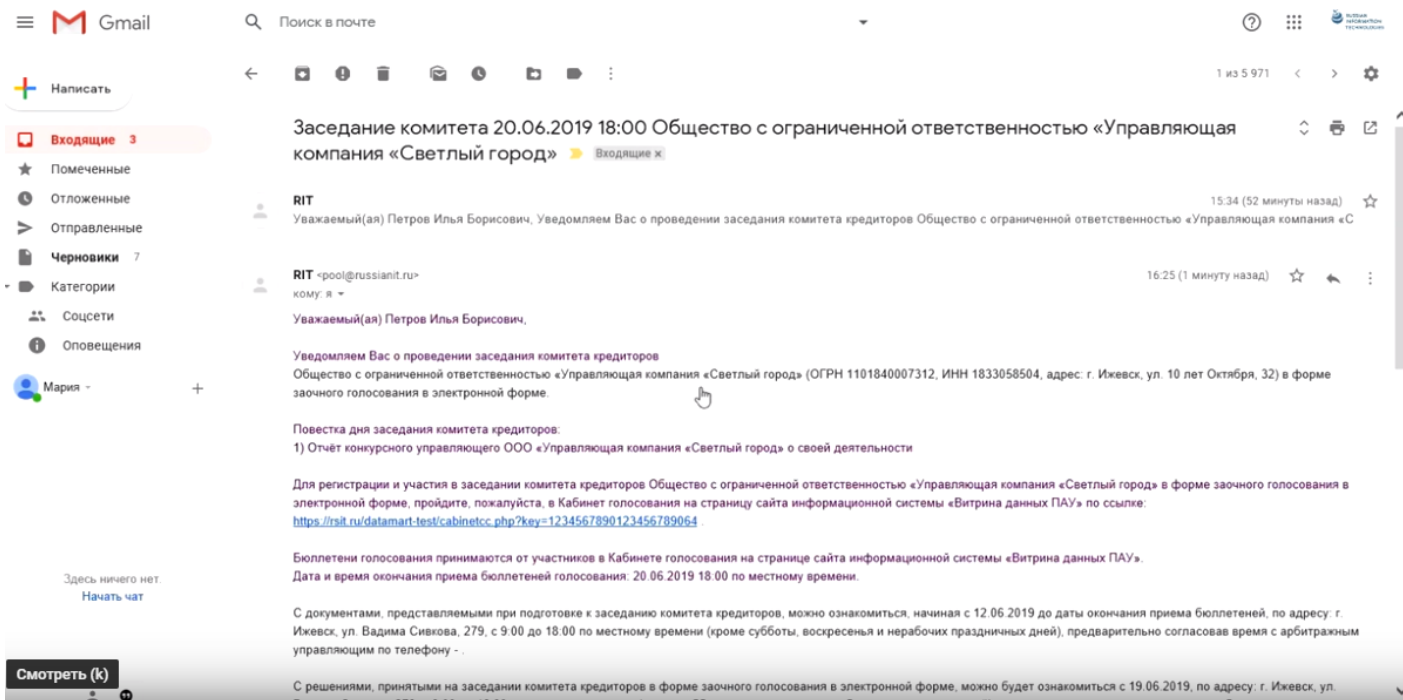 Gmail
Поиск в почте
RUSSIAN
INFORMATION
TECHNOLOGIES
Написать
1 из 5 971
Входящие 3
Помеченные
Отложенные
Отправленные
Черновики 7
Категории
Соцсети
Оповещения
Мария
Здесь ничего нет.
Начать чат
Заседание комитета 20.06.2019 18:00 Общество с ограниченной ответственностью «Управляющая
компания «Светлый город» Входящие x
RIT 15:34 (52 минуты назад)
Уважаемый(ая) Петров Илья Борисович, Уведомляем Вас о проведении заседания комитета кредиторов Общество с ограниченной ответственностью «Управляющая компания «С
RIT <pool@russianit.ru> 16:25 (1 минуту назад)
кому: я
Уважаемый(ая) Петров Илья Борисович,
Уведомляем Вас о проведении заседания комитета кредиторов
Общество с ограниченной ответственностью «Управляющая компания «Светлый город» (ОГРН 1101840007312, ИНН 1833058504, адрес: г. Ижевск, ул. 10 лет Октября, 32) в форме
заочного голосования в электронной форме.
Повестка дня заседания комитета кредиторов:
1) Отчёт конкурсного управляющего ООО «Управляющая компания «Светлый город» о своей деятельности
Для регистрации и участия в заседании комитета кредиторов Общество с ограниченной ответственностью «Управляющая компания «Светлый город» в форме заочного голосования в
электронной форме, пройдите, пожалуйста, в Кабинет голосования на страницу сайта информационной системы «Витрина данных ПАУ» по ссылке:
https://rsit.ru/datamart-test/cabinetcc.php?key=1234567890123456789064 .
Бюллетени голосования принимаются от участников в Кабинете голосования на странице сайта информационной системы «Витрина данных ПАУ».
Дата и время окончания приема бюллетеней голосования: 20.06.2019 18:00 по местному времени.
С документами, представляемыми при подготовке к заседанию комитета кредиторов, можно ознакомиться, начиная с 12.06.2019 до даты окончания приема бюллетеней, по адресу: г.
Ижевск, ул. Вадима Сивкова, 279, с 9:00 до 18:00 по местному времени (кроме субботы, воскресенья и нерабочих праздничных дней), предварительно согласовав время с арбитражным
управляющим по телефону - .
Смотреть (k)
С решениями, принятыми на заседании комитета кредиторов в форме заочного голосования в электронной форме, можно будет ознакомиться с 19.06.2019, по адресу: г. Ижевск, ул.